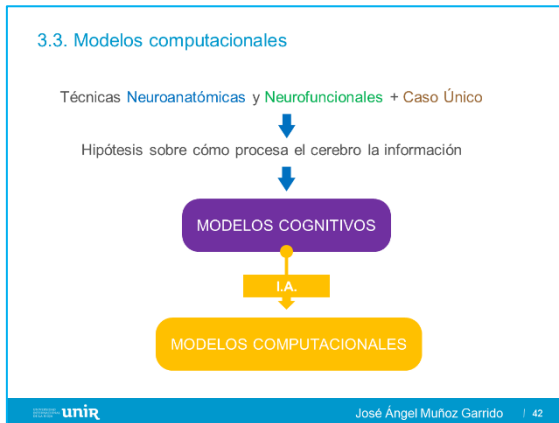 3.3. Modelos computacionales
Técnicas Neuroanatómicas y Neurofuncionales + Caso Único
Hipótesis sobre cómo procesa el cerebro la información
MODELOS COGNITIVOS
I.A.
MODELOS COMPUTACIONALES
unir
José Ángel Muñoz Garrido | 42